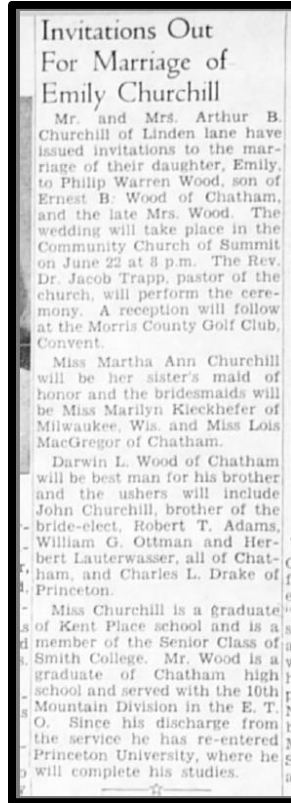 Invitations Out
For Marriage of
Emily Churchill
Mr. and Mrs. Arthur B.
Churchill of Linden lane have
issued invitations to the mar-
riage of their daughter, Emily,
to Philip Warren Wood, son of
Ernest B. Wood of Chatham,
and the late Mrs. Wood. The
wedding will take place in the
Community Church of Summit
on June 22 at 8 p.m. The Rev.
Dr. Jacob Trapp, pastor of the
church, will perform the cere-
mony. A reception will follow
at the Morris County Golf Club,
Convent.
Miss Martha Ann Churchill
will be her sister's maid of
honor and the bridesmaids will
be Miss Marilyn Kieckhefer of
Milwaukee, Wis. and Miss Lois
MacGregor of Chatham.
Darwin L. Wood of Chatham
will be best man for his brother
and the ushers will include
John Churchill, brother of the
bride-elect, Robert T. Adams,
William G. Ottman and Her-
bert Lauterwasser, all of Chat-
ham, and Charles L. Drake of
Princeton.
Miss Churchill is a graduate
of Kent Place school and is a
member of the Senior Class of
Smith College. Mr. Wood is a
graduate of Chatham high
school and served with the 10th
Mountain Division in the E. T.
O. Since his discharge from
the service he has re-entered
Princeton University, where he
will complete his studies.